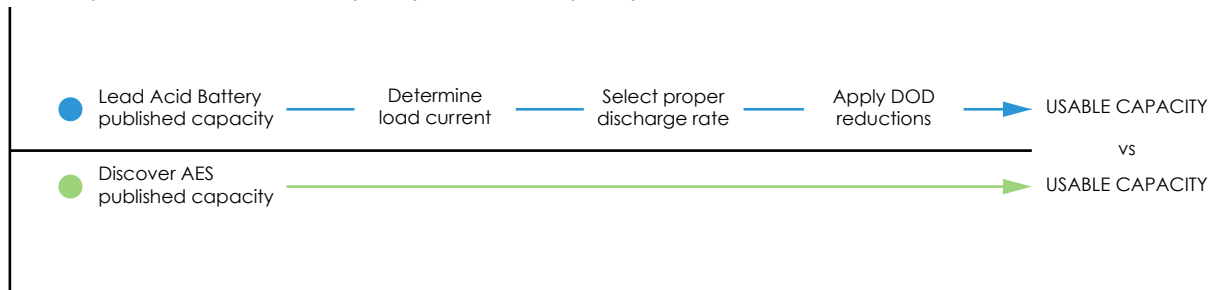 Lead Acid Battery
published capacity
Determine
load current
Select proper
discharge rate
Apply DOD
reductions
USABLE CAPACITY
vs
Discover AES
published capacity
USABLE CAPACITY